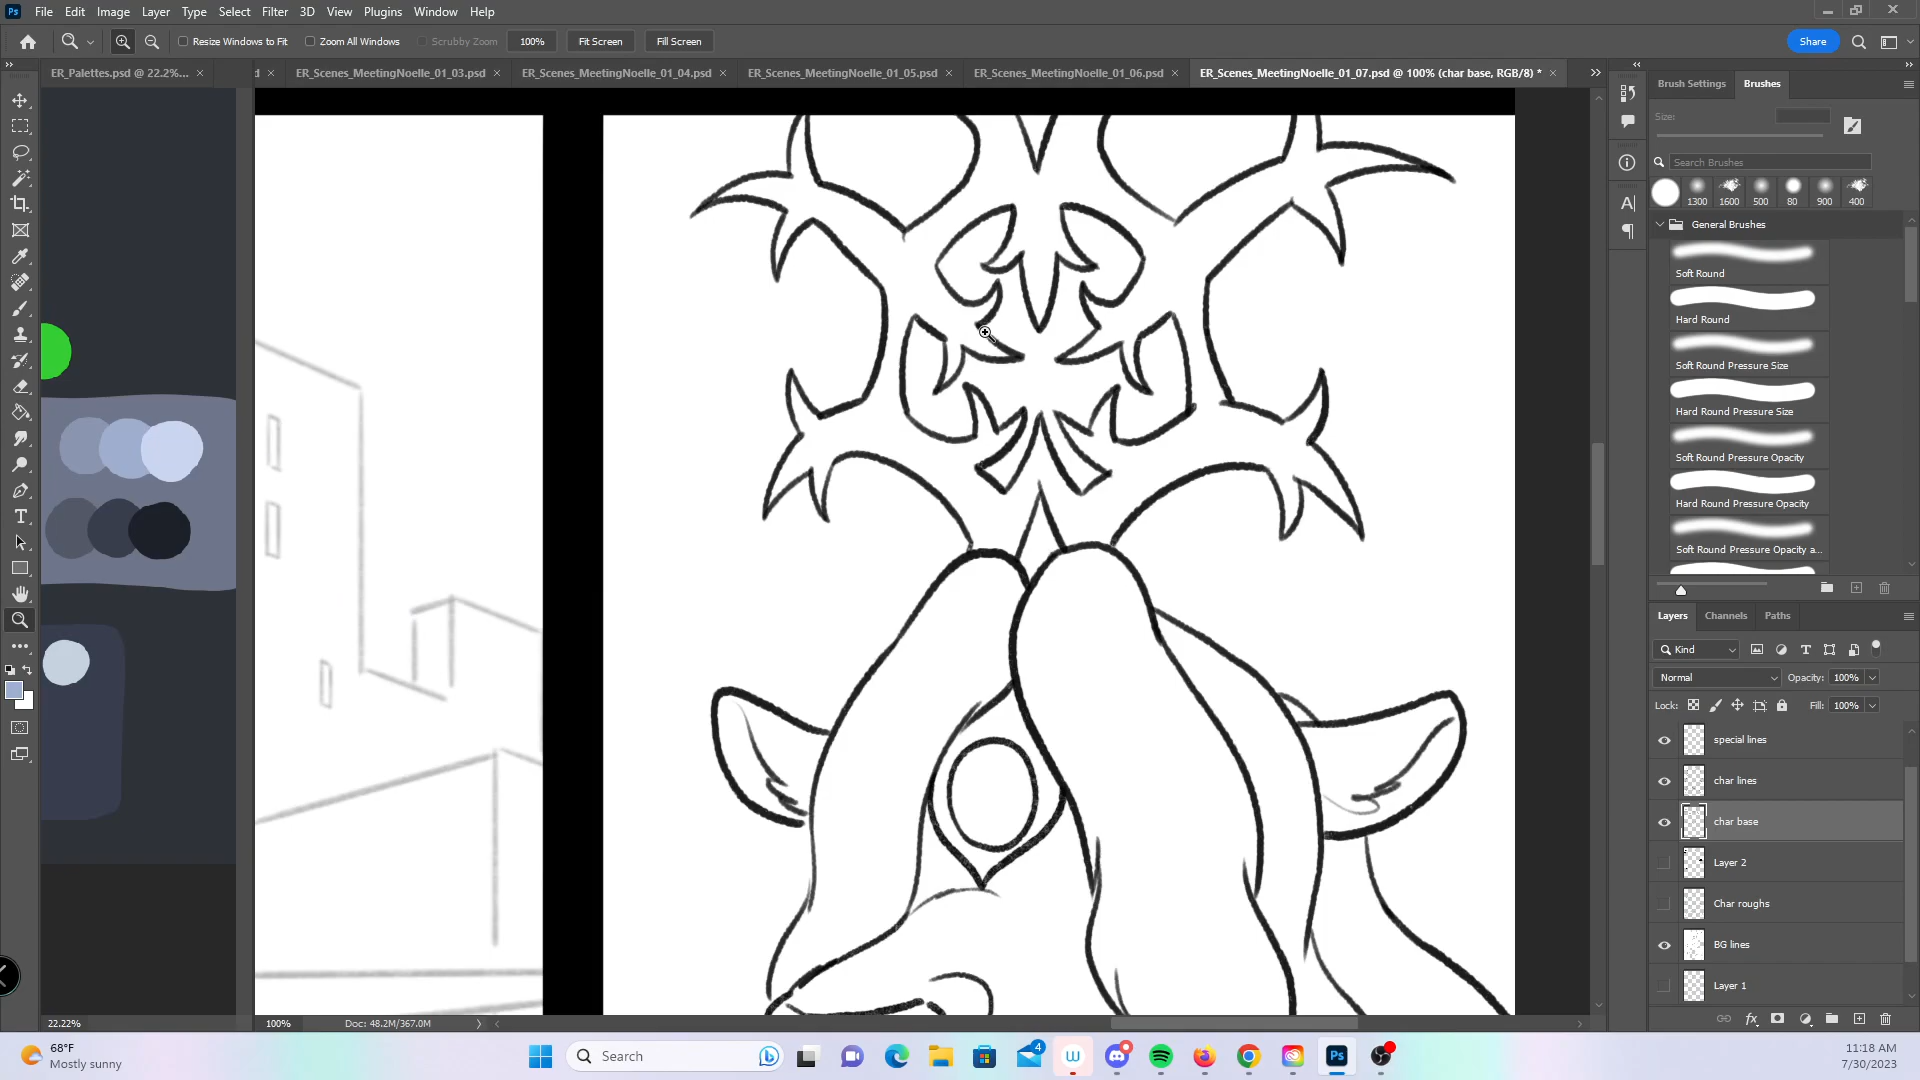 Ps File Edit Image Layer Type Select Filter 3D View Plugins Window Help
Resize Windows to Fit Zoom All Windows Scrubby Zoom 100% Fit Screen Fill Screen Share
ER_Palettes.psd @ 22.2%... × d × ER_Scenes_MeetingNoelle_01_03.psd × ER_Scenes_MeetingNoelle_01_04.psd × ER_Scenes_MeetingNoelle_01_05.psd × ER_Scenes_MeetingNoelle_01_06.psd × ER_Scenes_MeetingNoelle_01_07.psd @ 100% (char base, RGB/8) * ×
Brush Settings Brushes
Size:
Search Brushes
1300 1600 500 80 900 400
General Brushes
Soft Round
Hard Round
Soft Round Pressure Size
Hard Round Pressure Size
Soft Round Pressure Opacity
Hard Round Pressure Opacity
Soft Round Pressure Opacity a...
Layers Channels Paths
Kind
Normal Opacity: 100%
Lock: Fill: 100%
special lines
char lines
char base
Layer 2
Char roughs
BG lines
Layer 1
fx
22.22% 100% Doc: 48.2M/367.0M
68°F
Mostly sunny
Search
4
Ps
11:18 AM
7/30/2023